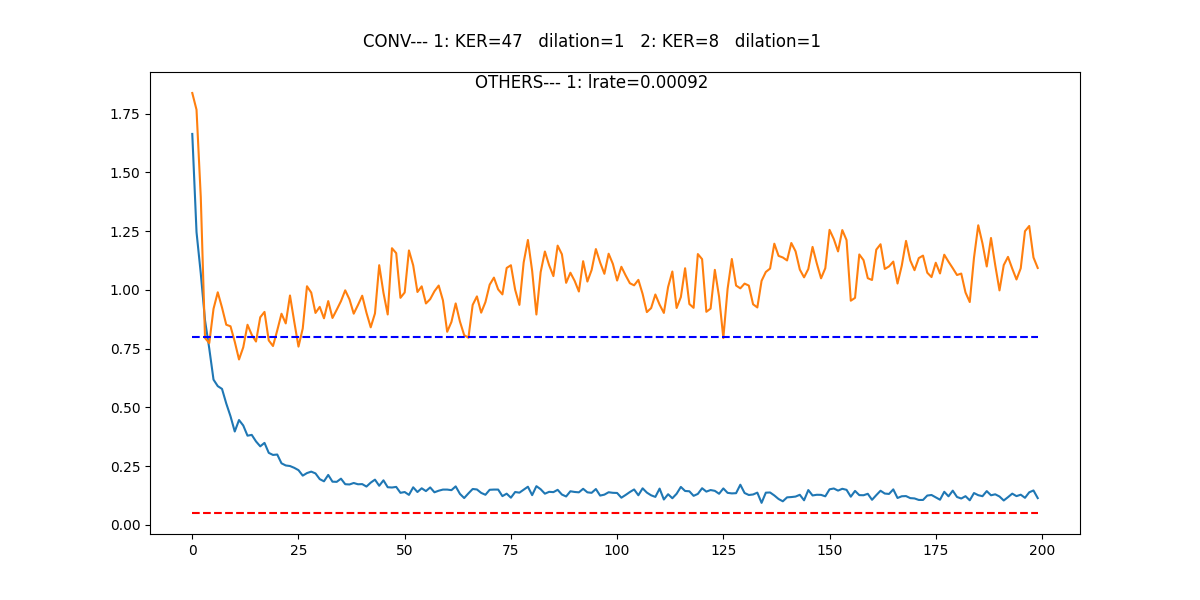 CONV--- 1: KER=47   dilation=1   2: KER=8   dilation=1
OTHERS--- 1: lrate=0.00092
1.75
1.50
1.25
1.00
0.75
0.50
0.25
0.00
0 25 50 75 100 125 150 175 200